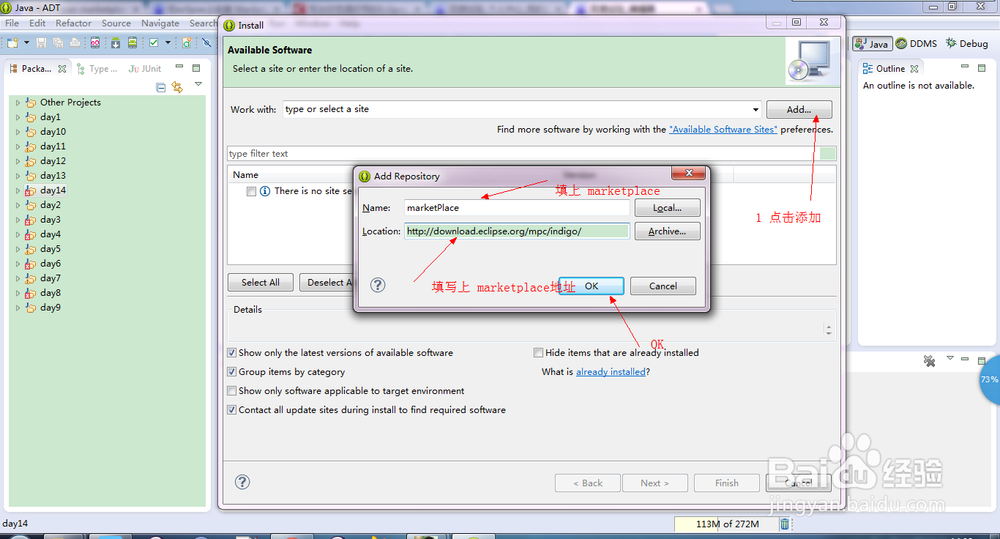 Java - ADT
File Edit Refactor Source Navigate Search
Install
Available Software
Select a site or enter the location of a site.
Java DDMS Debug
Packa... Type... JUnit
Outline
An outline is not available.
Other Projects
day1
day10
day11
day12
day13
day14
day2
day3
day4
day5
day6
day7
day8
day9
Work with: type or select a site
Add...
Find more software by working with the "Available Software Sites" preferences.
type filter text
Name
Version
There is no site se
1 点击添加
Add Repository
填上 marketplace
Name: marketPlace
Local...
Location: http://download.eclipse.org/mpc/indigo/
Archive...
填写上 marketplace地址
OK
Cancel
Select All
Deselect A
OK
Details
Show only the latest versions of available software
Hide items that are already installed
Group items by category
What is already installed?
Show only software applicable to target environment
Contact all update sites during install to find required software
73%
< Back
Next >
Finish
Cancel
Baidu 经验
jingyan.baidu.com
day14
113M of 272M